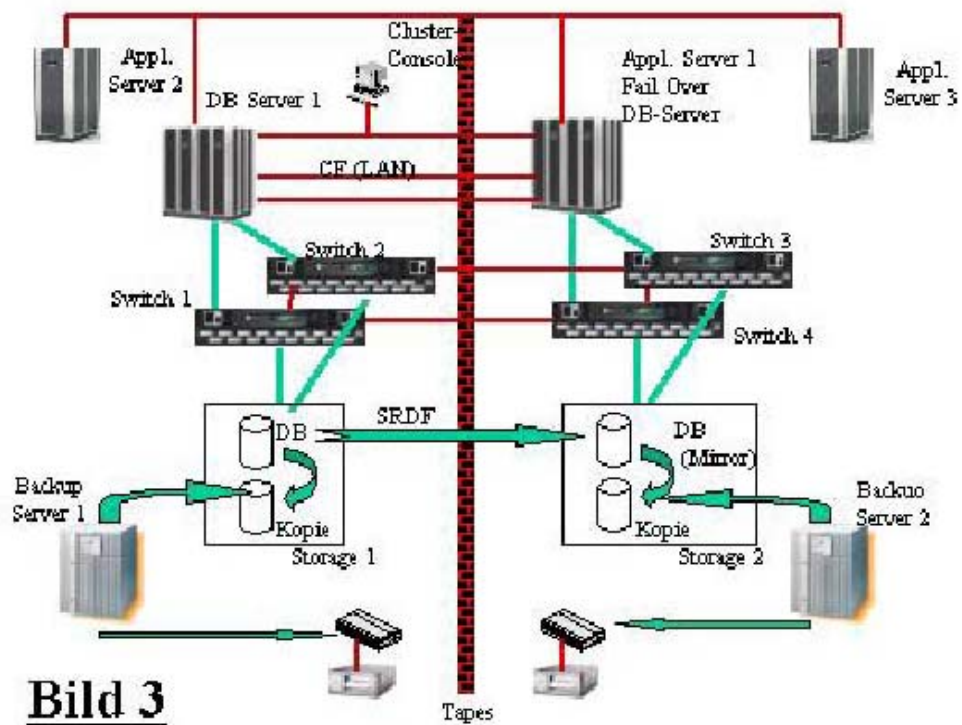 Appl.
Server 2
DB Server 1
Cluster-
Console
Appl. Server 1
Fail Over
DB-Server
Appl.
Server 3
CF (LAN)
Switch 2
Switch 1
Switch 3
Switch 4
SRDF
DB
Kopie
Storage 1
DB
(Mirror)
Kopie
Storage 2
Backup
Server 1
Backuo
Server 2
Bild 3
Tapes